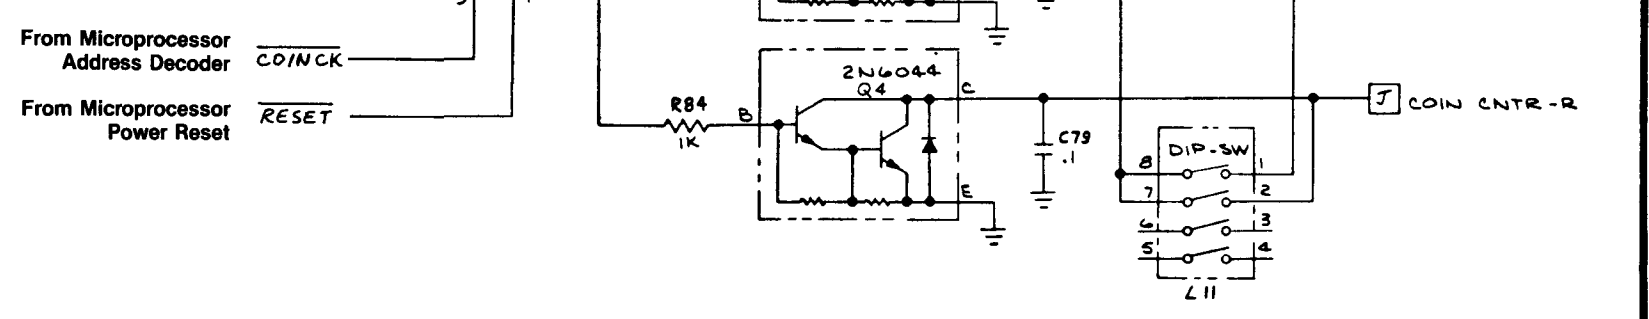 From Microprocessor
Address Decoder
COINCK
From Microprocessor
Power Reset
RESET
R84
1K
B
2N6044
Q4
C
E
C79
.1
J
COIN CNTR-R
DIP-SW
8
1
7
2
6
3
5
4
L11